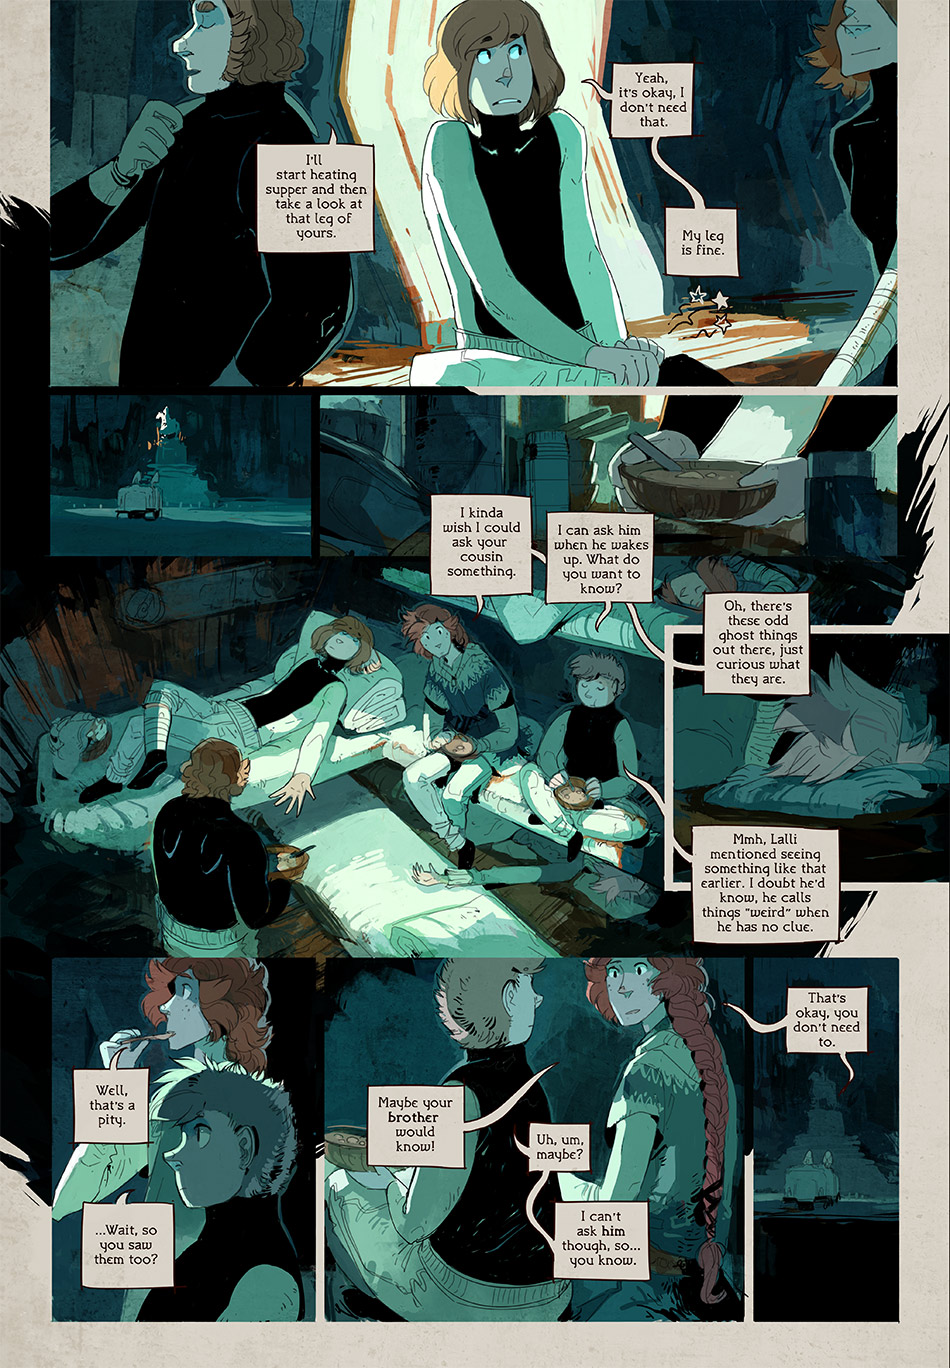 I'll
start heating
supper and then
take a look at
that leg of
yours.
Yeah,
it's okay, I
don't need
that.
My leg
is fine.
I kinda
wish I could
ask your
cousin
something.
I can ask him
when he wakes
up. What do
you want to
know?
Oh, there's
these odd
ghost things
out there, just
curious what
they are.
Mmh, Lalli
mentioned seeing
something like that
earlier. I doubt he'd
know, he calls
things "weird" when
he has no clue.
Well,
that's a
pity.
...Wait, so
you saw
them too?
Maybe your
brother
would
know!
Uh, um,
maybe?
I can't
ask him
though, so...
you know.
That's
okay, you
don't need
to.